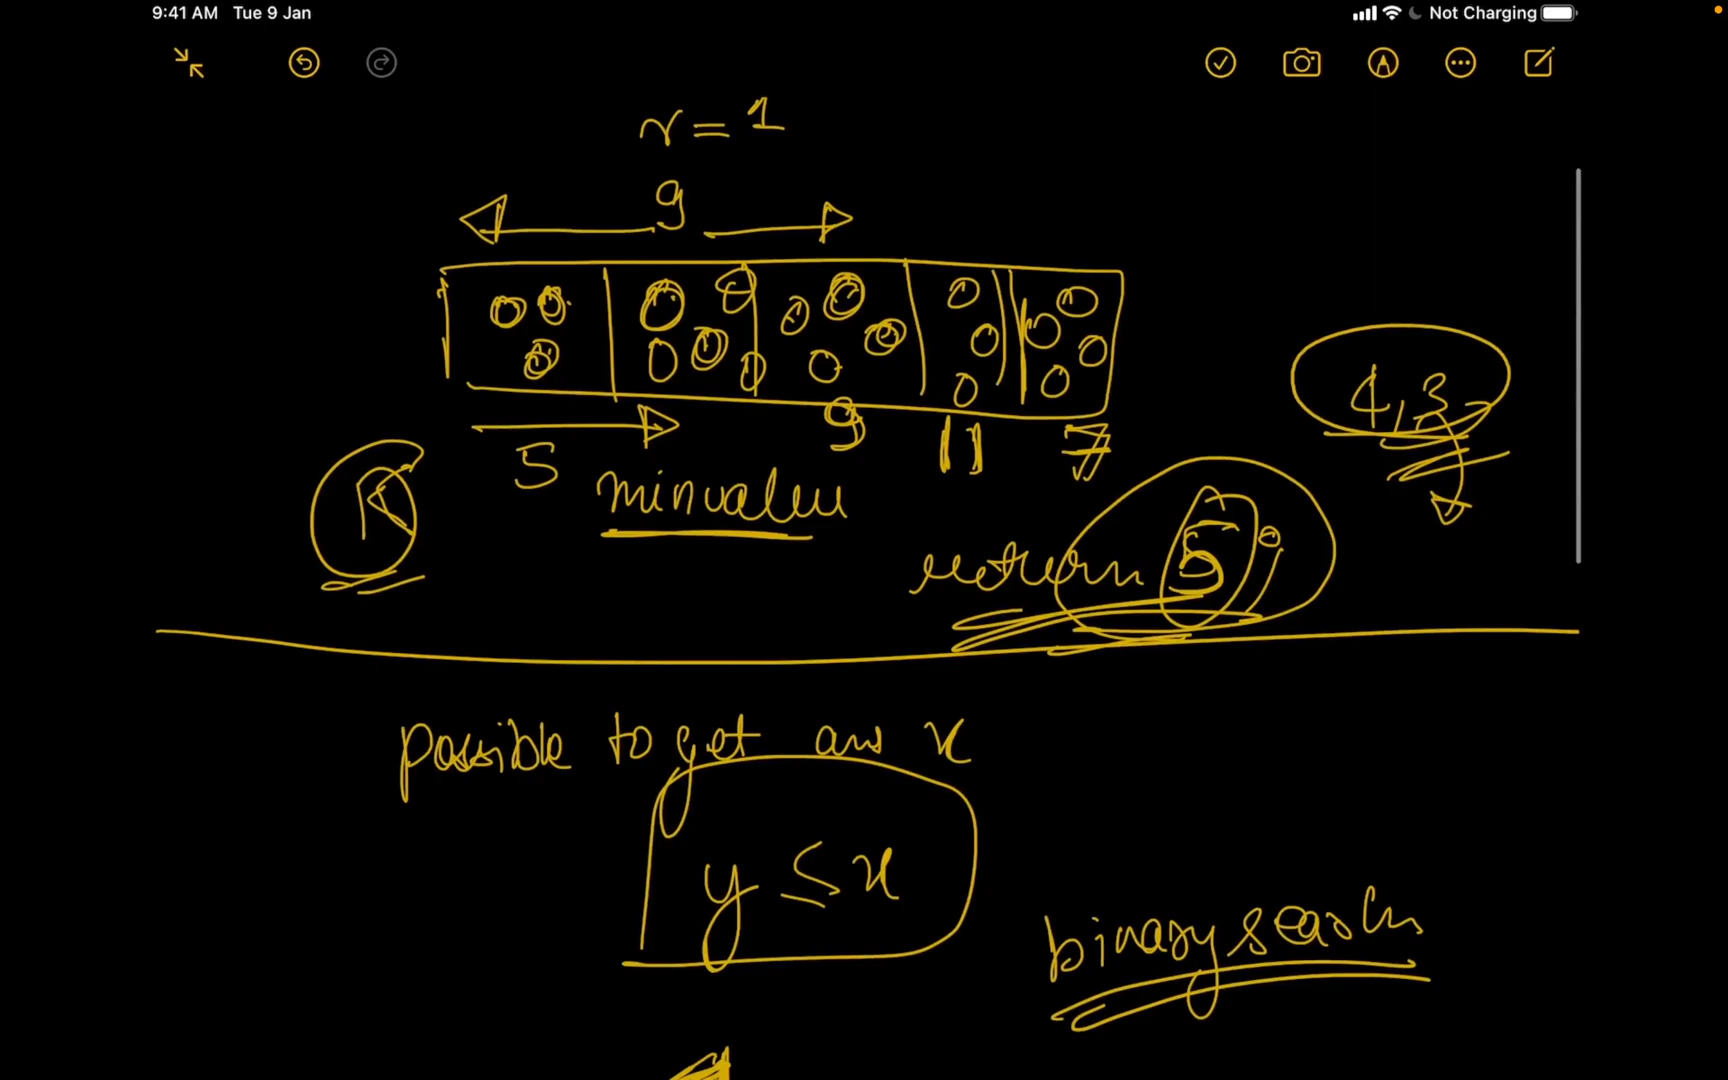 9:41 AM Tue 9 Jan
Not Charging
r = 1
9
4, 3
5 9 11 7
minvalue
return 5;
possible to get ans x
y ≤ x
binary search